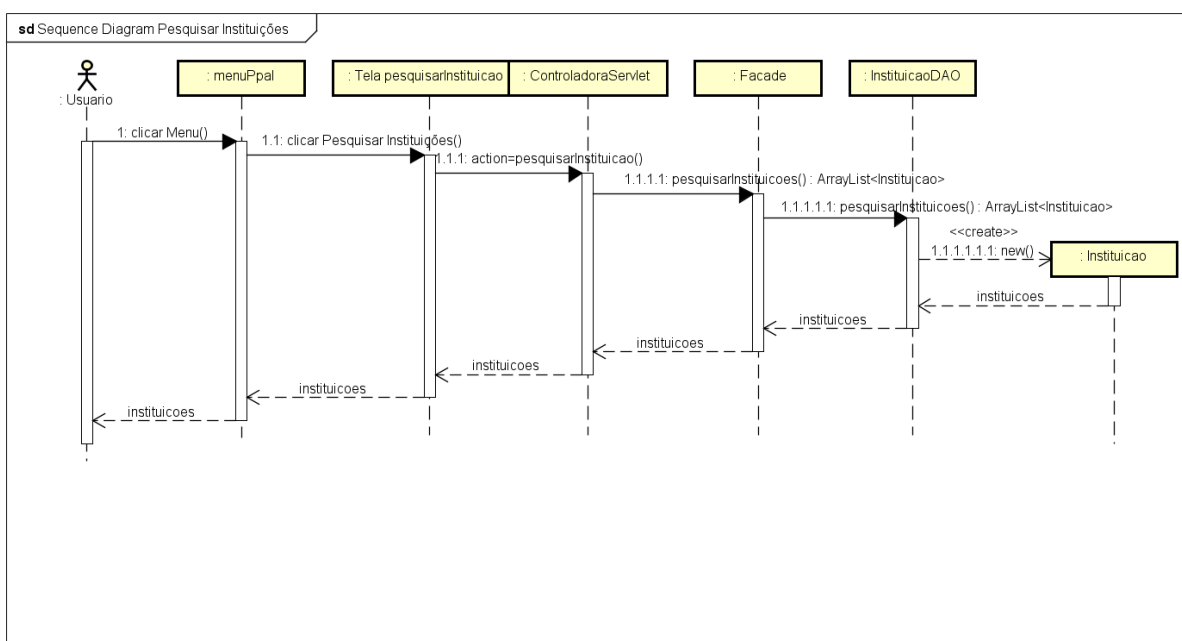 sd Sequence Diagram Pesquisar Instituições
: Usuario
: menuPpal
: Tela pesquisarInstituicao
: ControladoraServlet
: Facade
: InstituicaoDAO
1: clicar Menu()
1.1: clicar Pesquisar Instituições()
1.1.1: action=pesquisarInstituicao()
1.1.1.1: pesquisarInstituicoes() : ArrayList<Instituicao>
1.1.1.1.1: pesquisarInstituicoes() : ArrayList<Instituicao>
<<create>>
1.1.1.1.1.1: new()
: Instituicao
instituicoes
instituicoes
instituicoes
instituicoes
instituicoes
instituicoes